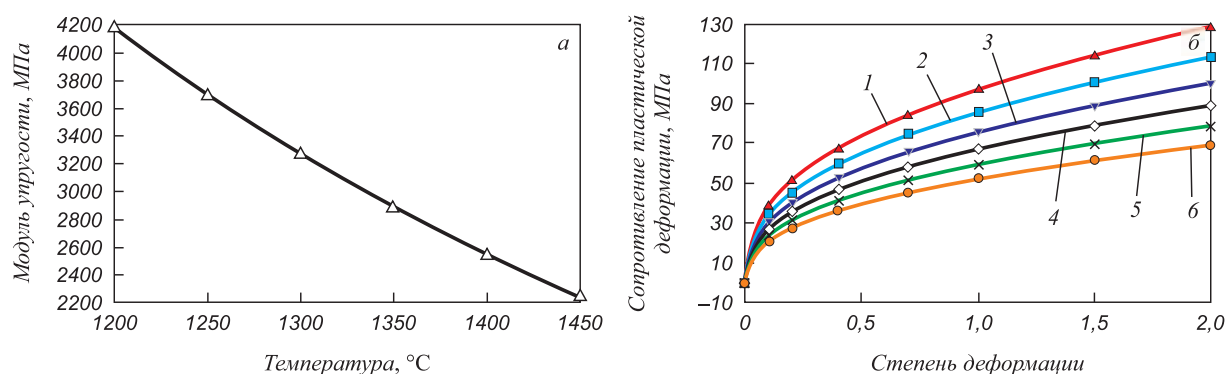 Модуль упругости, МПа
4200
4000
3800
3600
3400
3200
3000
2800
2600
2400
2200
а
1200 1250 1300 1350 1400 1450
Температура, °C
Сопротивление пластической
деформации, МПа
130
110
90
70
50
30
10
–10
б
1
2
3
4
5
6
0 0,5 1,0 1,5 2,0
Степень деформации